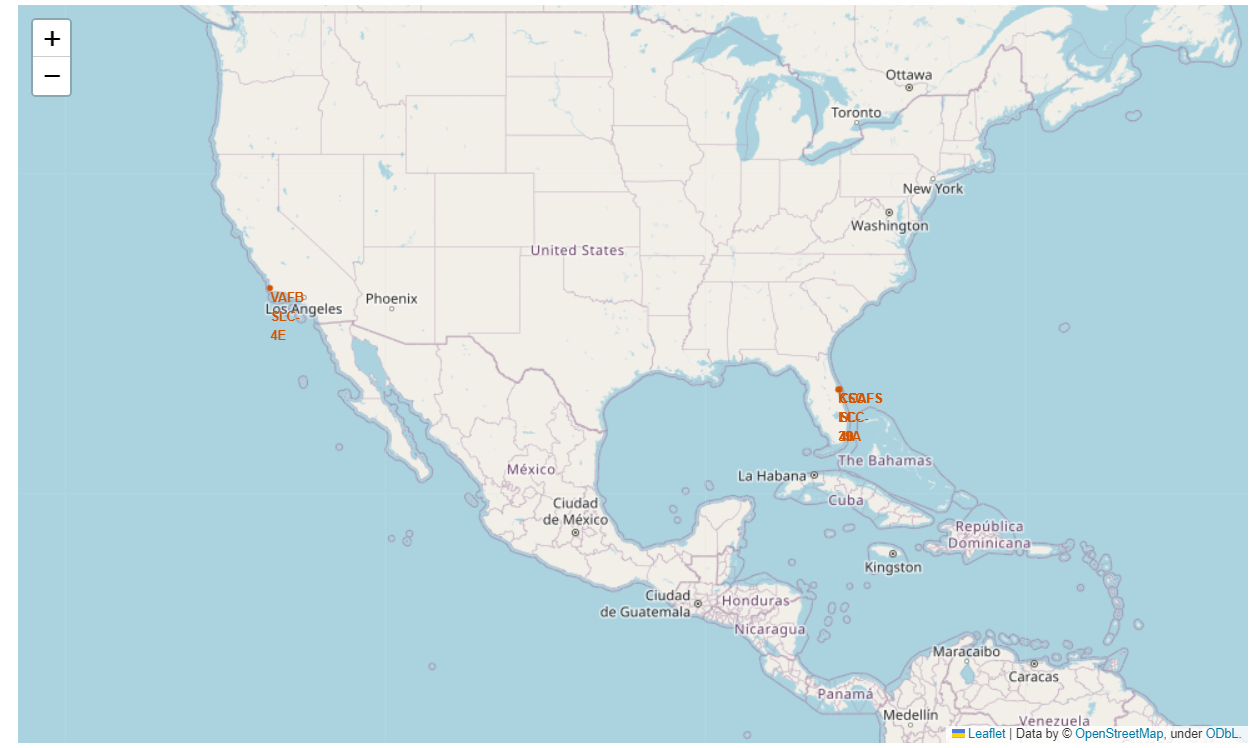 +
−
Ottawa
Toronto
New York
Washington
United States
VAFB
Los Angeles
SLC-
4E
Phoenix
The Bahamas
La Habana
Cuba
México
Ciudad
de México
República
Dominicana
Kingston
Ciudad
de Guatemala
Honduras
Nicaragua
Maracaibo
Caracas
Panamá
Medellín
Venezuela
Leaflet | Data by © OpenStreetMap, under ODbL.